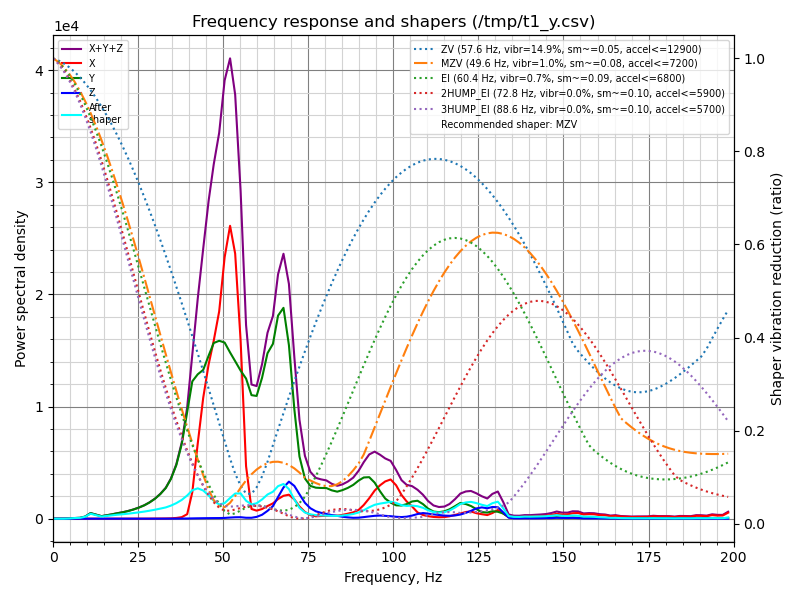 Frequency response and shapers (/tmp/t1_y.csv)
1e4
X+Y+Z
X
Y
Z
After
shaper
ZV (57.6 Hz, vibr=14.9%, sm~=0.05, accel<=12900)
MZV (49.6 Hz, vibr=1.0%, sm~=0.08, accel<=7200)
EI (60.4 Hz, vibr=0.7%, sm~=0.09, accel<=6800)
2HUMP_EI (72.8 Hz, vibr=0.0%, sm~=0.10, accel<=5900)
3HUMP_EI (88.6 Hz, vibr=0.0%, sm~=0.10, accel<=5700)
Recommended shaper: MZV
Power spectral density
4
3
2
1
0
1.0
0.8
0.6
0.4
0.2
0.0
Shaper vibration reduction (ratio)
0 25 50 75 100 125 150 175 200
Frequency, Hz